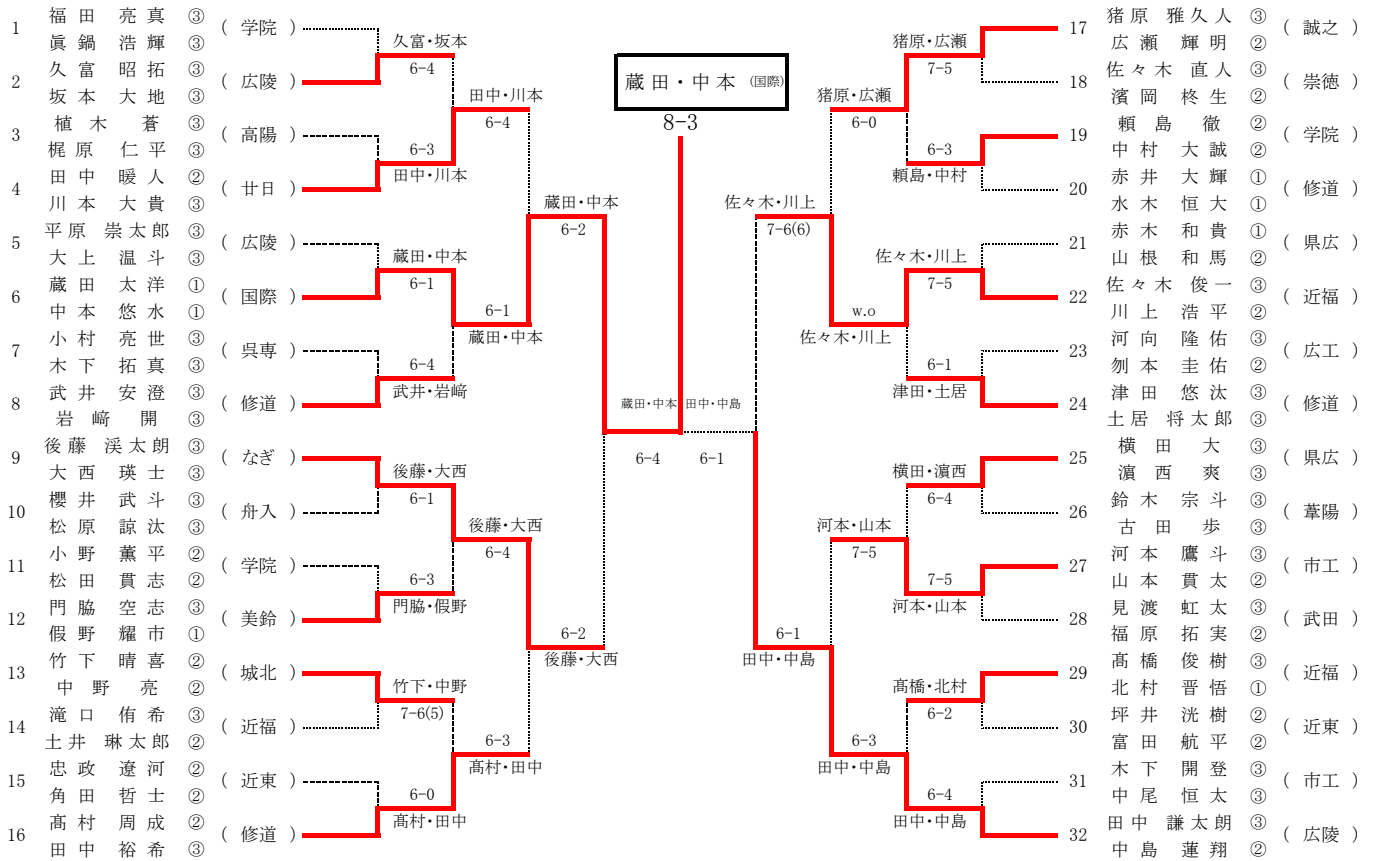 福田 亮真 ③
1 ( 学院 )
眞鍋 浩輝 ③
久冨 昭拓 ③
2 ( 広陵 )
坂本 大地 ③
植木 蒼 ③
3 ( 高陽 )
梶原 仁平 ③
田中 暖人 ②
4 ( 廿日 )
川本 大貴 ③
平原 崇太郎 ③
5 ( 広陵 )
大上 温斗 ③
蔵田 太洋 ①
6 ( 国際 )
中本 悠水 ①
小村 亮世 ③
7 ( 呉専 )
木下 拓真 ③
武井 安澄 ③
8 ( 修道 )
岩﨑 開 ③
後藤 渓太朗 ③
9 ( なぎ )
大西 瑛士 ③
櫻井 武斗 ③
10 ( 舟入 )
松原 諒汰 ③
小野 薫平 ②
11 ( 学院 )
松田 貫志 ②
門脇 空志 ③
12 ( 美鈴 )
假野 耀市 ①
竹下 晴喜 ②
13 ( 城北 )
中野 亮 ②
滝口 侑希 ③
14 ( 近福 )
土井 琳太郎 ②
忠政 遼河 ②
15 ( 近東 )
角田 哲士 ②
髙村 周成 ②
16 ( 修道 )
田中 裕希 ③
久富・坂本
6-4
6-3
田中・川本
蔵田・中本
6-1
6-4
武井・岩﨑
後藤・大西
6-1
6-3
門脇・假野
竹下・中野
7-6(5)
6-0
髙村・田中
田中・川本
6-4
6-1
蔵田・中本
後藤・大西
6-4
6-3
髙村・田中
蔵田・中本
6-2
6-2
後藤・大西
蔵田・中本 (国際)
8-3
蔵田・中本 田中・中島
6-4 6-1
佐々木・川上
7-6(6)
6-1
田中・中島
猪原・広瀬
6-0
w.o
佐々木・川上
河本・山本
7-5
6-3
田中・中島
猪原・広瀬
7-5
6-3
頼島・中村
佐々木・川上
7-5
6-1
津田・土居
横田・濵西
6-4
7-5
河本・山本
髙橋・北村
6-2
6-4
田中・中島
猪原 雅久人 ③
17 ( 誠之 )
広瀬 輝明 ②
佐々木 直人 ③
18 ( 崇徳 )
濱岡 柊生 ②
頼島 徹 ②
19 ( 学院 )
中村 大誠 ②
赤井 大輝 ①
20 ( 修道 )
水木 恒大 ①
赤木 和貴 ①
21 ( 県広 )
山根 和馬 ②
佐々木 俊一 ③
22 ( 近福 )
川上 浩平 ②
河向 隆佑 ③
23 ( 広工 )
刎本 圭佑 ②
津田 悠汰 ③
24 ( 修道 )
土居 将太郎 ③
横田 大 ③
25 ( 県広 )
濵西 爽 ③
鈴木 宗斗 ③
26 ( 葦陽 )
古田 歩 ③
河本 鷹斗 ③
27 ( 市工 )
山本 貫太 ②
見渡 虹太 ③
28 ( 武田 )
福原 拓実 ②
髙橋 俊樹 ③
29 ( 近福 )
北村 晋悟 ①
坪井 洸樹 ②
30 ( 近東 )
富田 航平 ②
木下 開登 ③
31 ( 市工 )
中尾 恒太 ③
田中 謙太朗 ③
32 ( 広陵 )
中島 蓮翔 ②